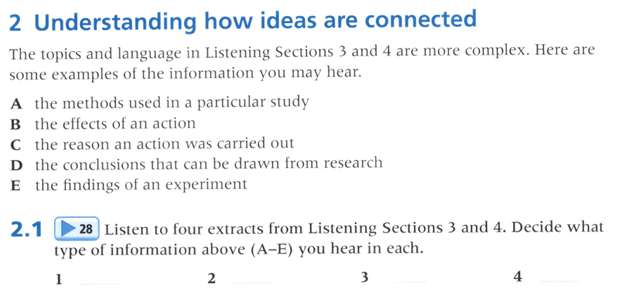 2 Understanding how ideas are connected
The topics and language in Listening Sections 3 and 4 are more complex. Here are
some examples of the information you may hear.
A the methods used in a particular study
B the effects of an action
C the reason an action was carried out
D the conclusions that can be drawn from research
E the findings of an experiment
2.1 28 Listen to four extracts from Listening Sections 3 and 4. Decide what
type of information above (A–E) you hear in each.
1 2 3 4